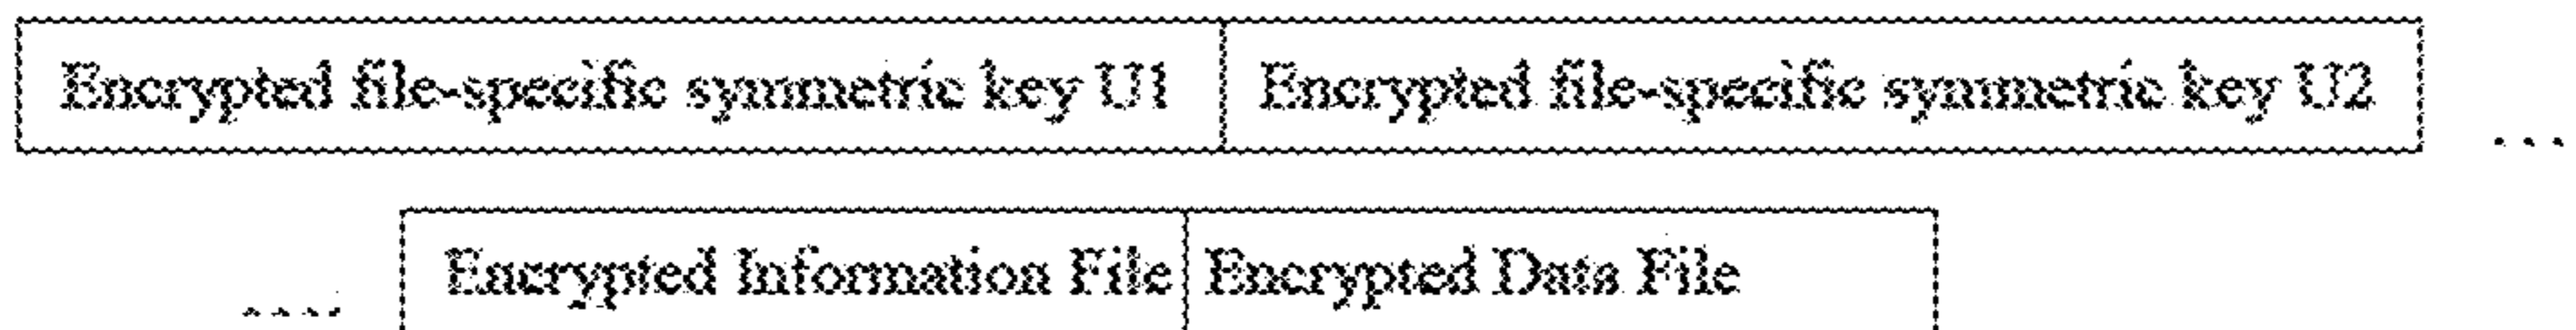 Encrypted file-specific symmetric key U1 Encrypted file-specific symmetric key U2 ...
.... Encrypted Information File Encrypted Data File